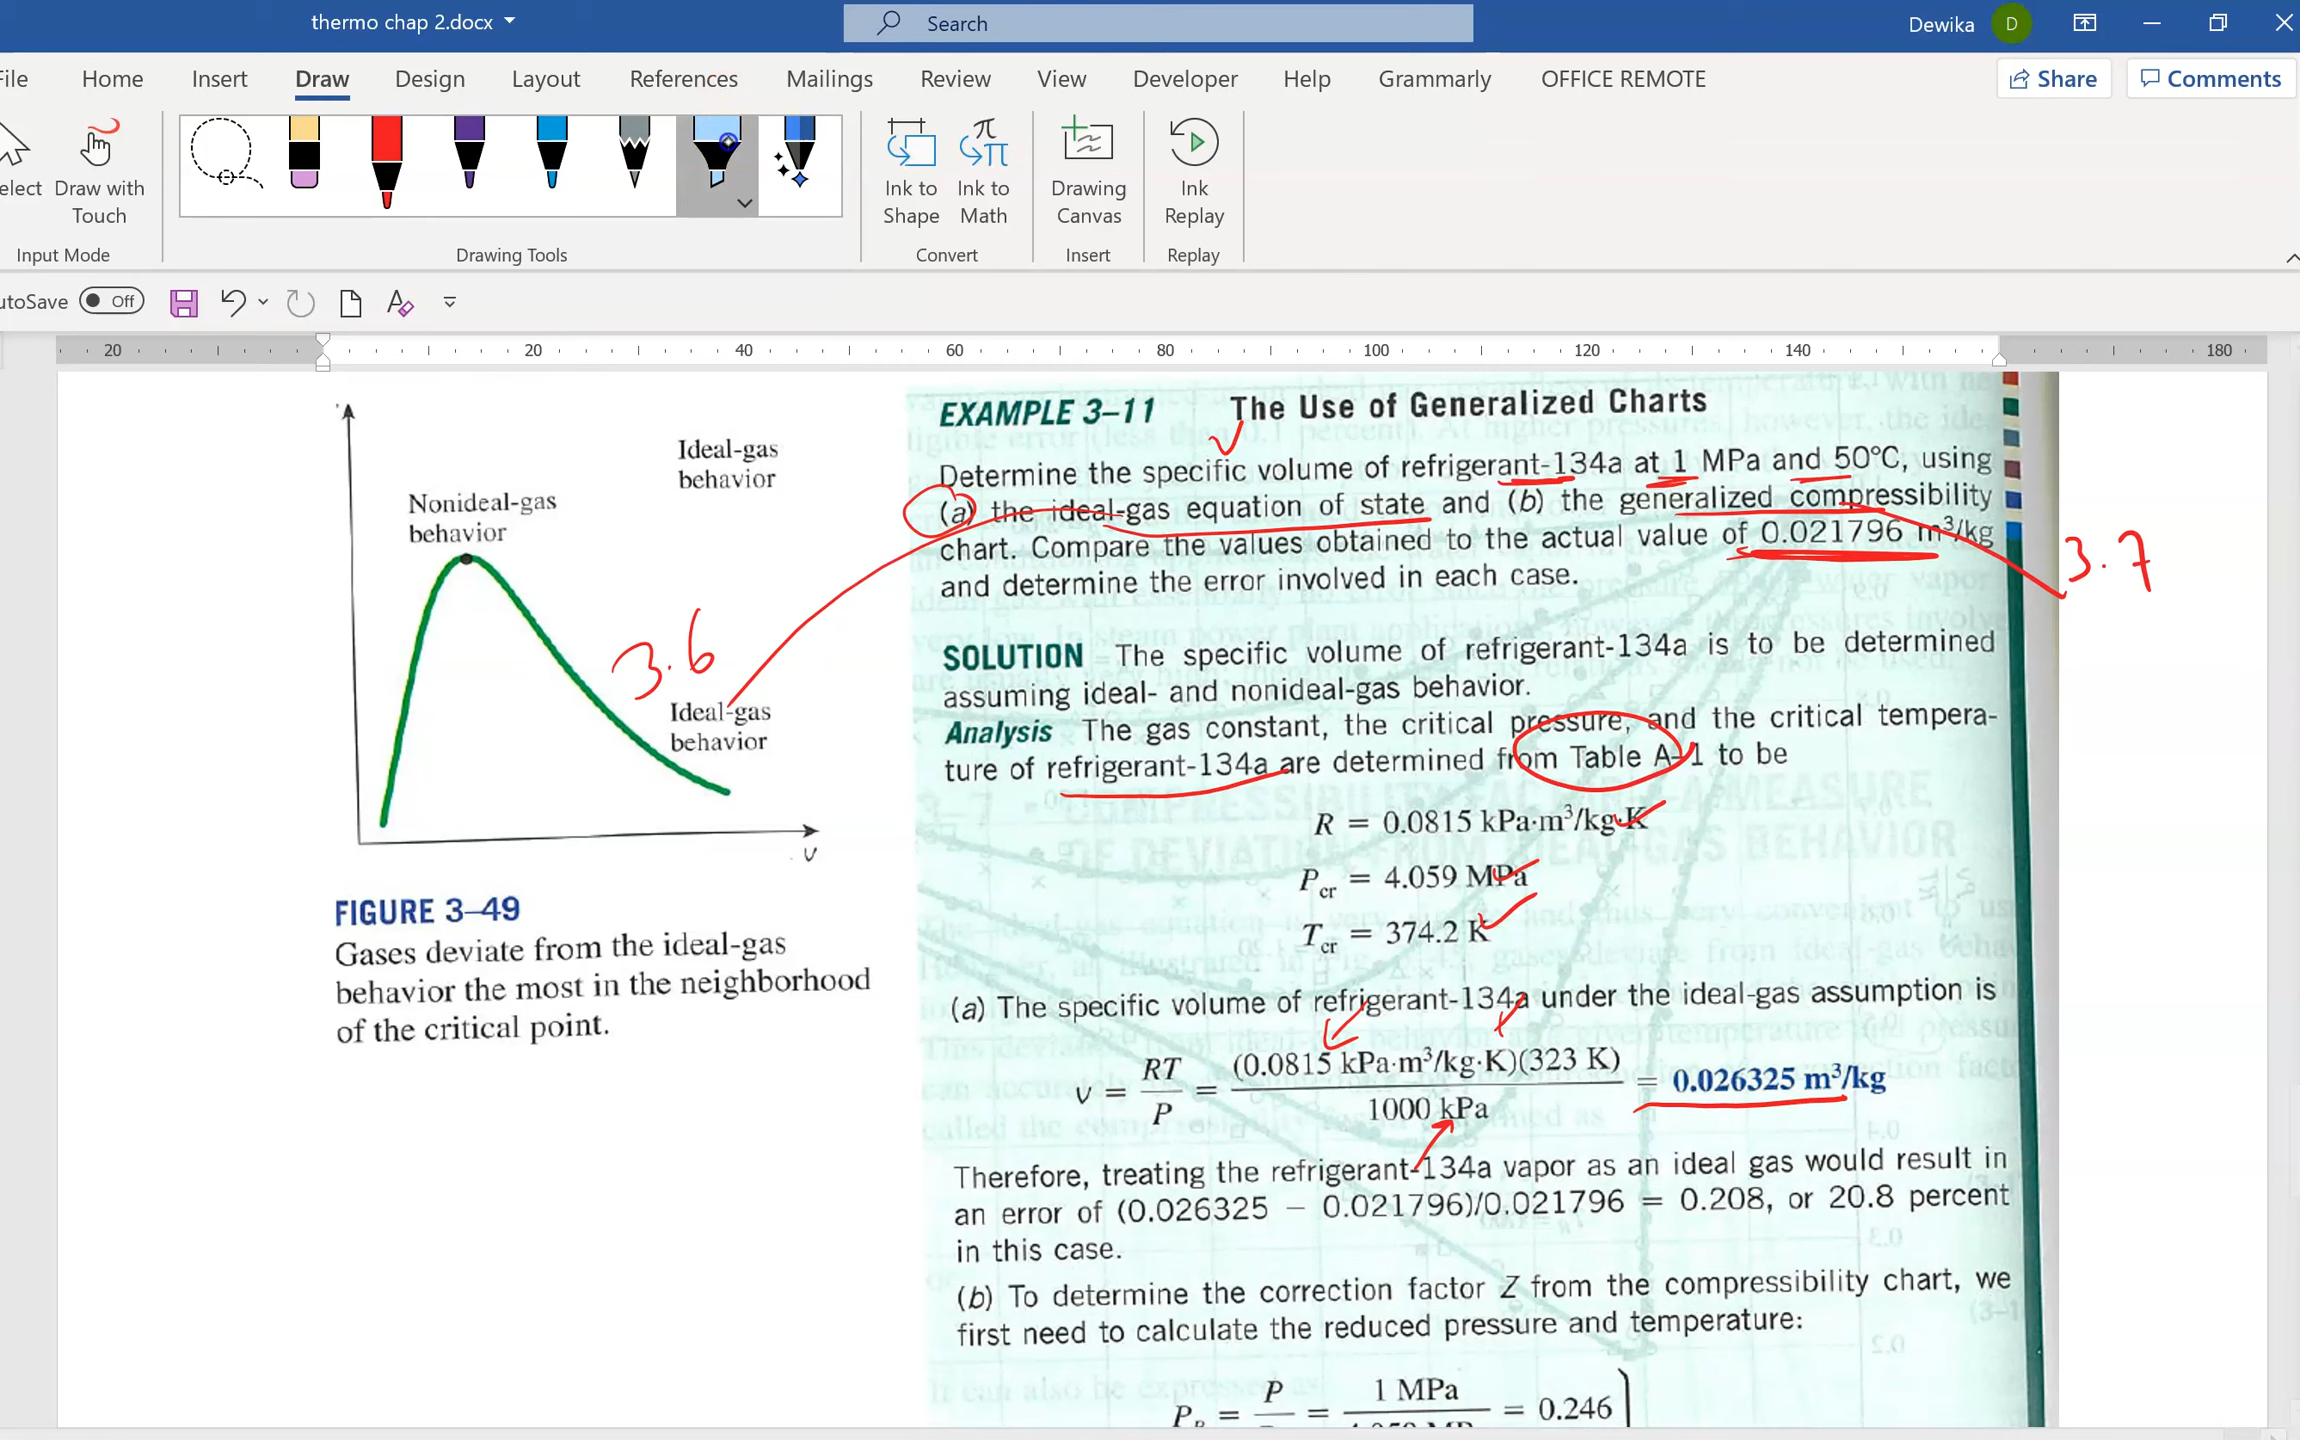 thermo chap 2.docx
Search
Dewika
D
File
Home
Insert
Draw
Design
Layout
References
Mailings
Review
View
Developer
Help
Grammarly
OFFICE REMOTE
Share
Comments
elect
Draw with
Touch
Input Mode
Drawing Tools
Ink to
Shape
Ink to
Math
Convert
Drawing
Canvas
Insert
Ink
Replay
Replay
utoSave
Off
20
20
40
60
80
100
120
140
180
Ideal-gas
behavior
Nonideal-gas
behavior
3.6
Ideal-gas
behavior
v
FIGURE 3–49
Gases deviate from the ideal-gas
behavior the most in the neighborhood
of the critical point.
EXAMPLE 3–11 The Use of Generalized Charts
Determine the specific volume of refrigerant-134a at 1 MPa and 50°C, using
(a) the ideal-gas equation of state and (b) the generalized compressibility
chart. Compare the values obtained to the actual value of 0.021796 m³/kg
and determine the error involved in each case.
3.7
SOLUTION The specific volume of refrigerant-134a is to be determined
assuming ideal- and nonideal-gas behavior.
Analysis The gas constant, the critical pressure, and the critical tempera-
ture of refrigerant-134a are determined from Table A–1 to be
R = 0.0815 kPa·m³/kg·K
Pcr = 4.059 MPa
Tcr = 374.2 K
(a) The specific volume of refrigerant-134a under the ideal-gas assumption is
v = RT/P = (0.0815 kPa·m³/kg·K)(323 K)/1000 kPa = 0.026325 m³/kg
Therefore, treating the refrigerant-134a vapor as an ideal gas would result in
an error of (0.026325 − 0.021796)/0.021796 = 0.208, or 20.8 percent
in this case.
(b) To determine the correction factor Z from the compressibility chart, we
first need to calculate the reduced pressure and temperature:
P = P = 1 MPa = 0.246